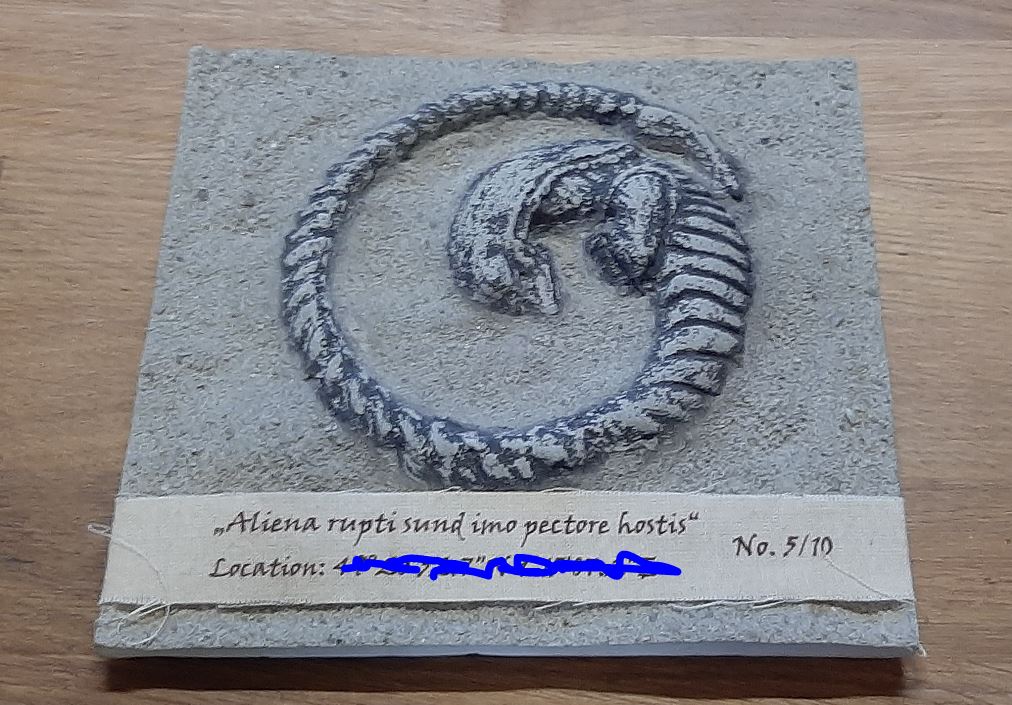 „Aliena rupti sund imo pectore hostis“
Location:
No. 5/10